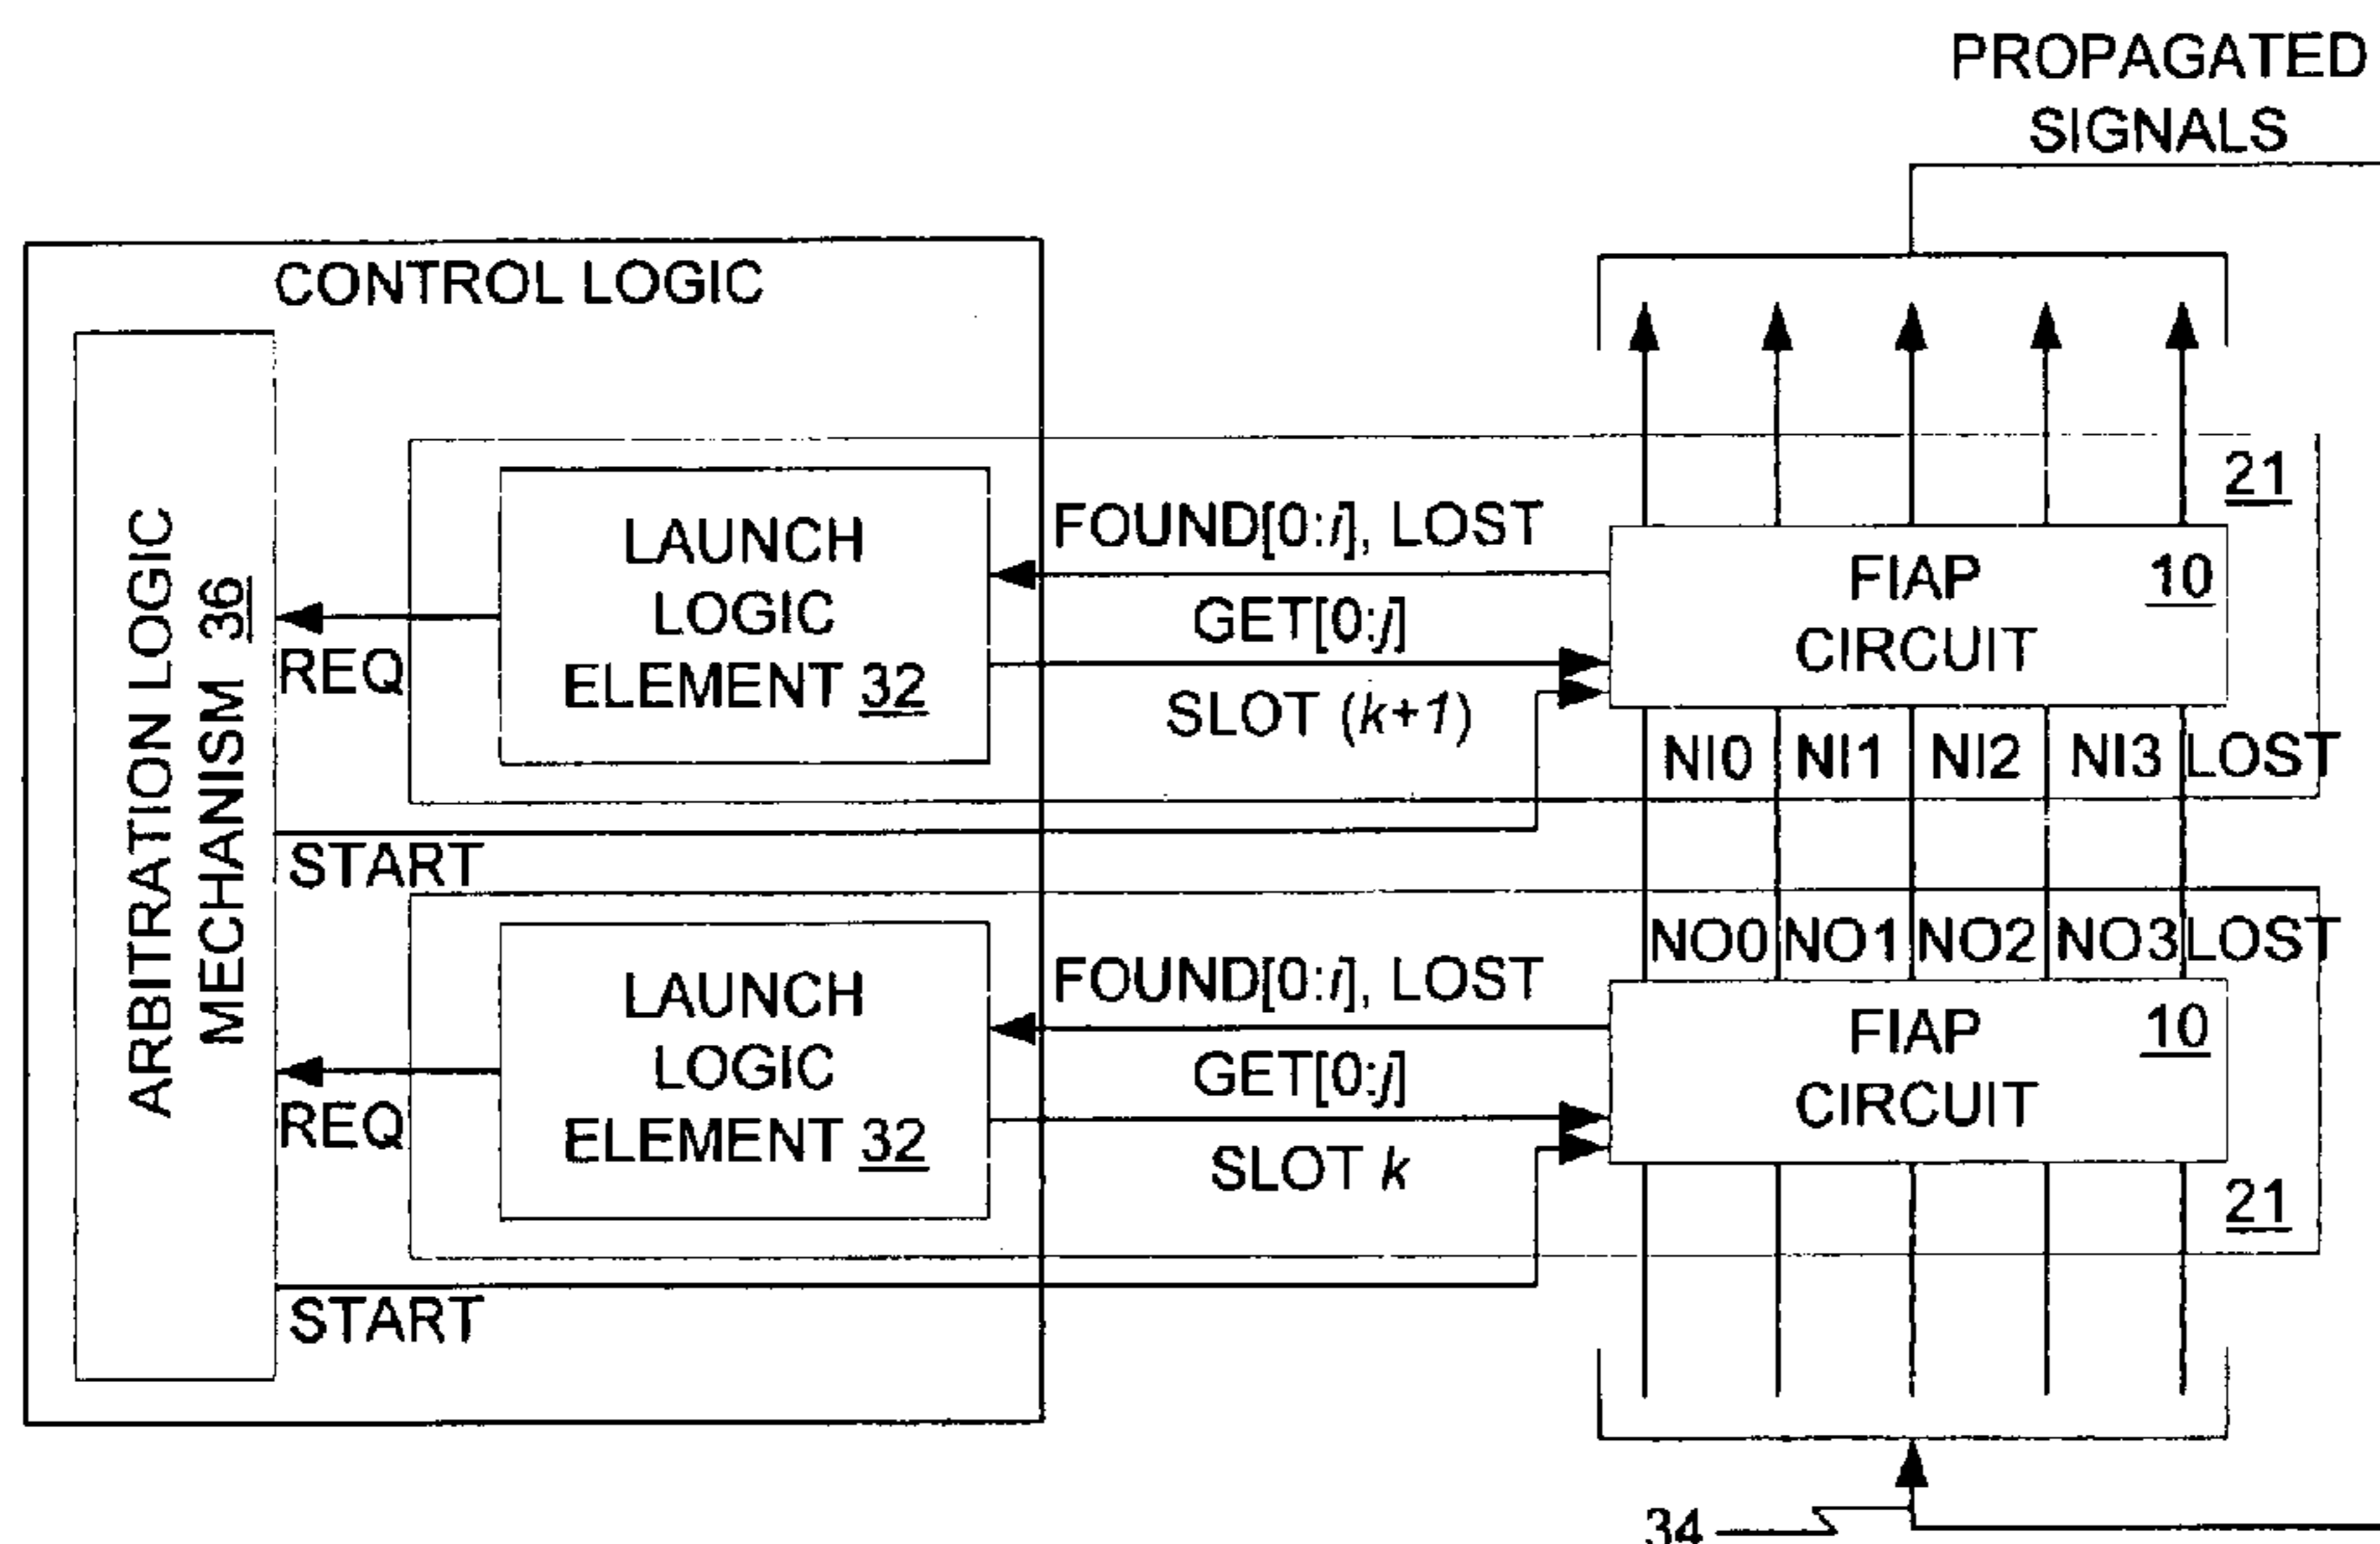 PROPAGATED
SIGNALS
CONTROL LOGIC
ARBITRATION LOGIC
MECHANISM 36
LAUNCH
LOGIC
ELEMENT 32
REQ
FOUND[0:i], LOST
GET[0:j]
SLOT (k+1)
FIAP
CIRCUIT
10
21
NI0 NI1 NI2 NI3 LOST
START
NO0 NO1 NO2 NO3 LOST
LAUNCH
LOGIC
ELEMENT 32
REQ
FOUND[0:i], LOST
GET[0:j]
SLOT k
FIAP
CIRCUIT
10
21
START
34